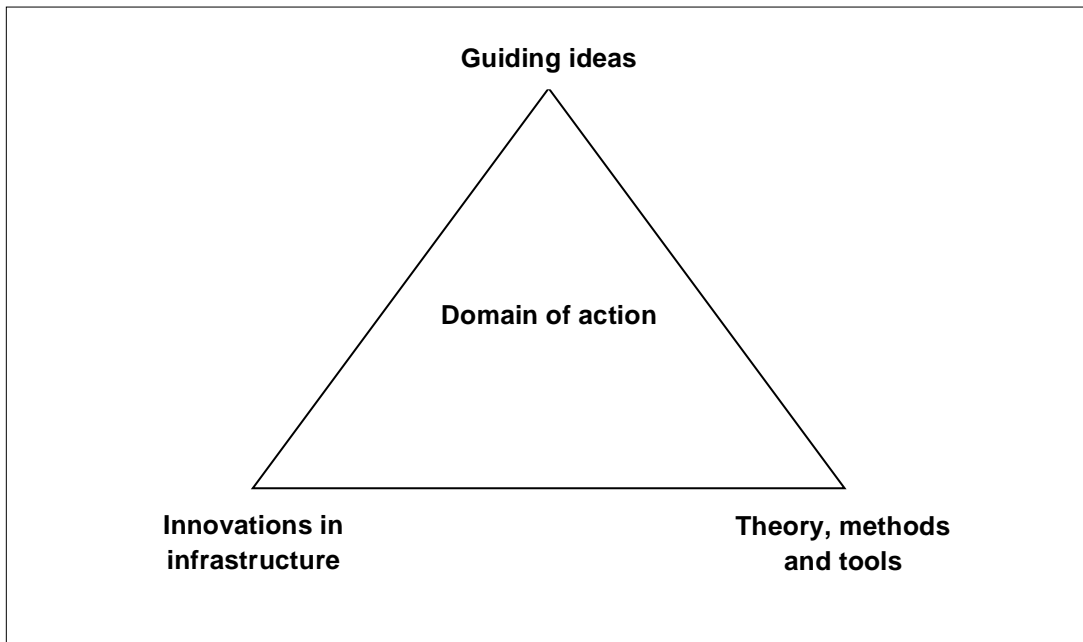 Guiding ideas
Domain of action
Innovations in
infrastructure
Theory, methods
and tools